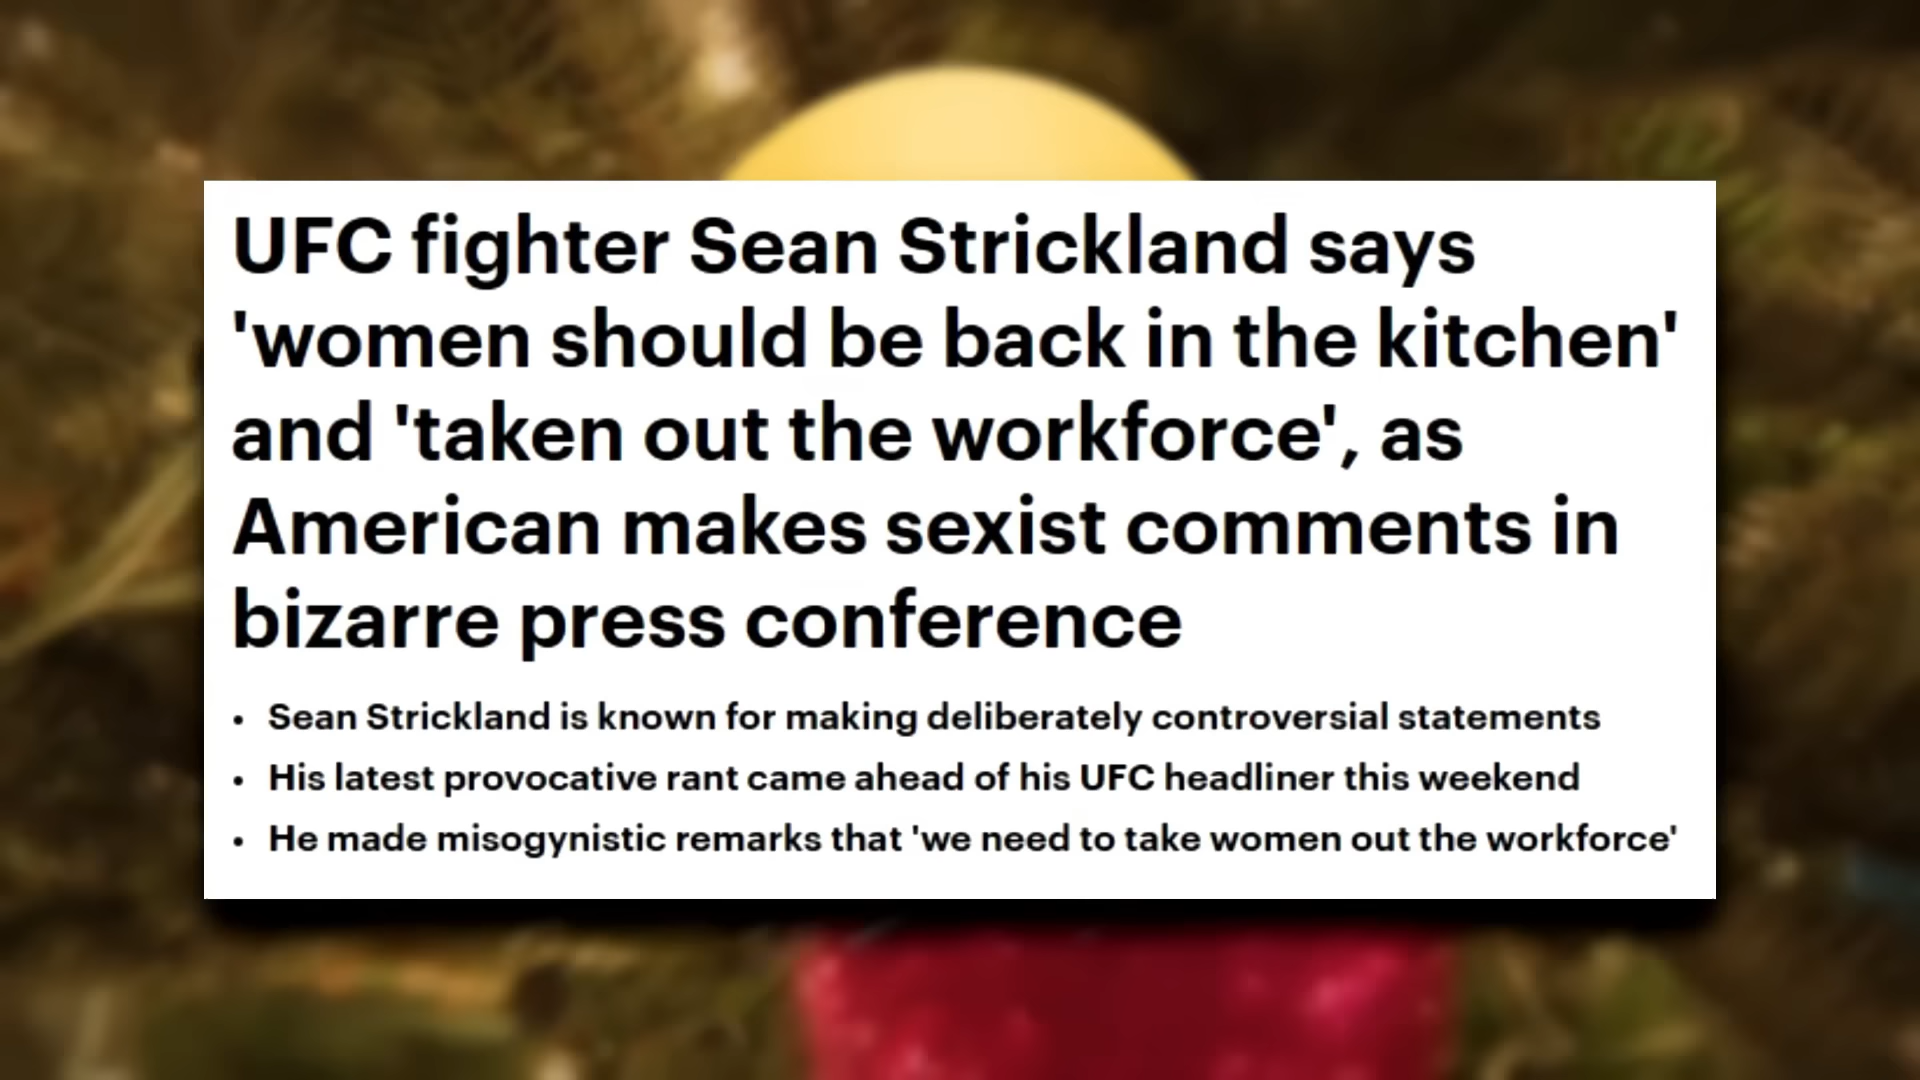 UFC fighter Sean Strickland says
'women should be back in the kitchen'
and 'taken out the workforce', as
American makes sexist comments in
bizarre press conference
• Sean Strickland is known for making deliberately controversial statements
• His latest provocative rant came ahead of his UFC headliner this weekend
• He made misogynistic remarks that 'we need to take women out the workforce'